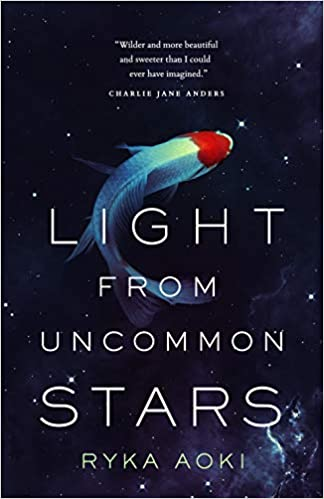 "Wilder and more beautiful
and sweeter than I could
ever have imagined."
CHARLIE JANE ANDERS
LIGHT
FROM
UNCOMMON
STARS
RYKA AOKI